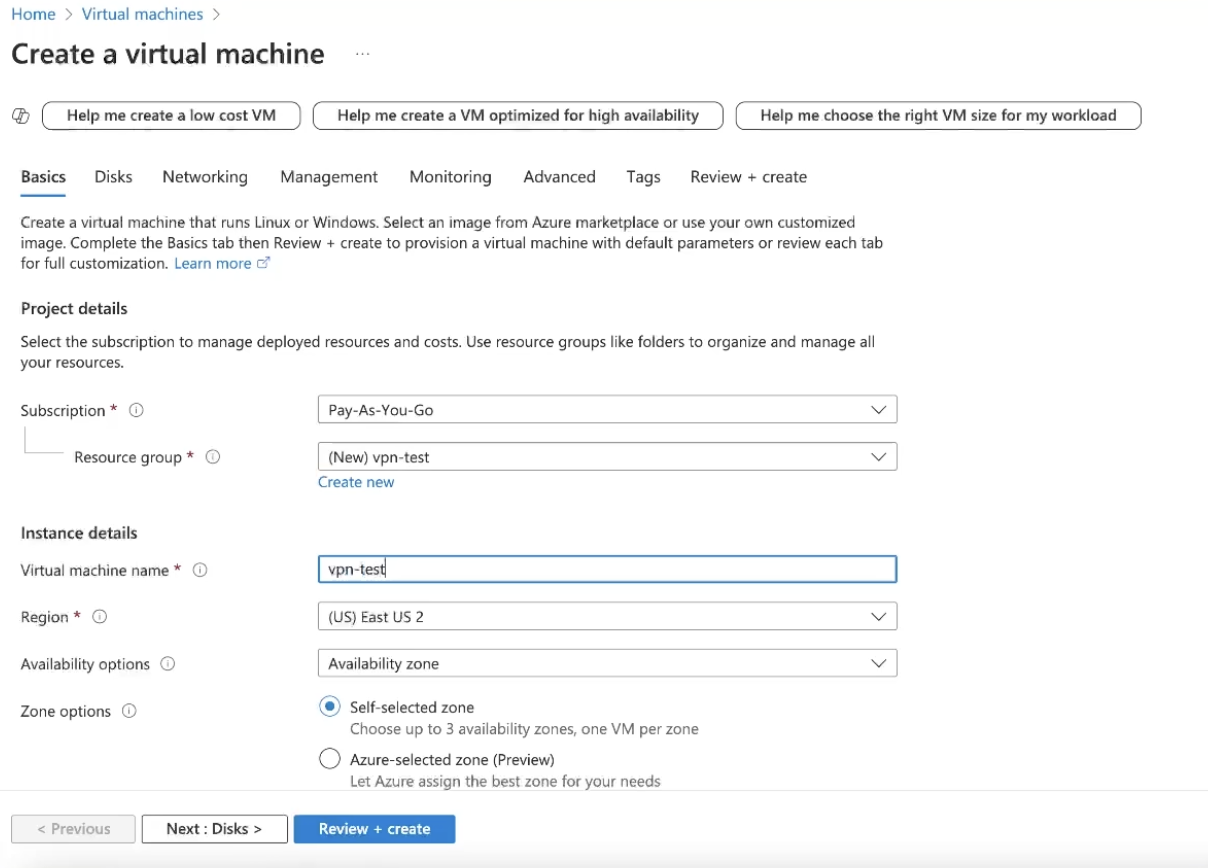 Home > Virtual machines >
Create a virtual machine ...
Help me create a low cost VM Help me create a VM optimized for high availability Help me choose the right VM size for my workload
Basics Disks Networking Management Monitoring Advanced Tags Review + create
Create a virtual machine that runs Linux or Windows. Select an image from Azure marketplace or use your own customized
image. Complete the Basics tab then Review + create to provision a virtual machine with default parameters or review each tab
for full customization. Learn more
Project details
Select the subscription to manage deployed resources and costs. Use resource groups like folders to organize and manage all
your resources.
Subscription * Pay-As-You-Go
Resource group * (New) vpn-test
Create new
Instance details
Virtual machine name * vpn-test
Region * (US) East US 2
Availability options Availability zone
Zone options Self-selected zone
Choose up to 3 availability zones, one VM per zone
Azure-selected zone (Preview)
Let Azure assign the best zone for your needs
< Previous Next : Disks > Review + create